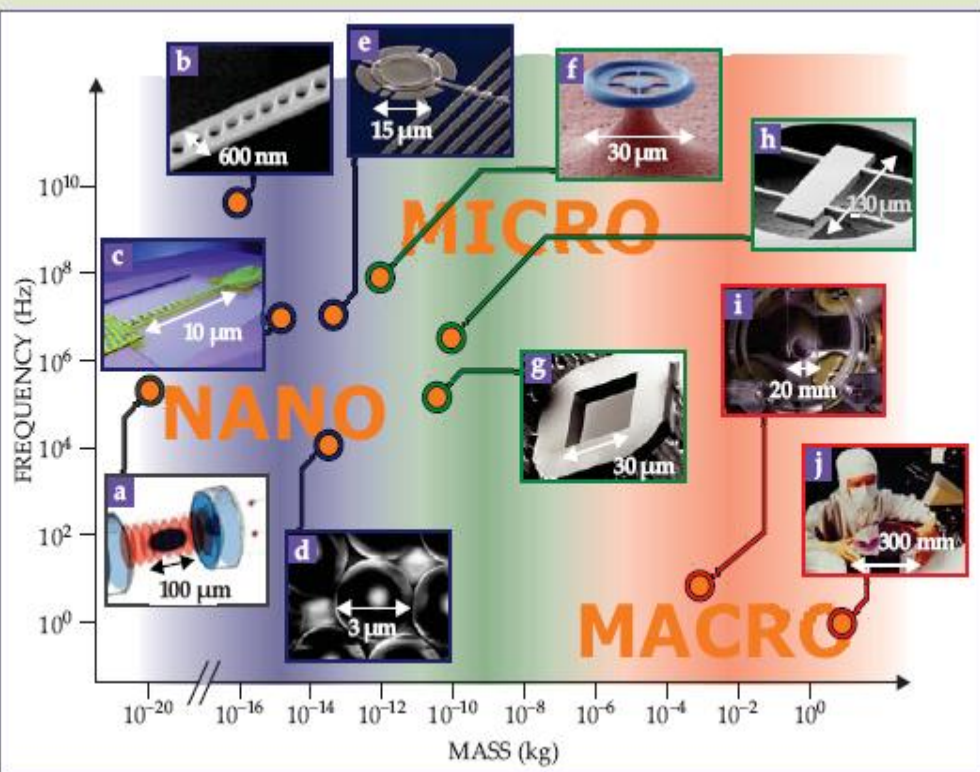 b
600 nm
e
15 µm
f
30 µm
h
130 µm
c
10 µm
i
20 mm
g
30 µm
j
300 mm
a
100 µm
d
3 µm
NANO
MICRO
MACRO
FREQUENCY (Hz)
10¹⁰
10⁸
10⁶
10⁴
10²
10⁰
10⁻²⁰
10⁻¹⁶
10⁻¹⁴
10⁻¹²
10⁻¹⁰
10⁻⁸
10⁻⁶
10⁻⁴
10⁻²
10⁰
MASS (kg)